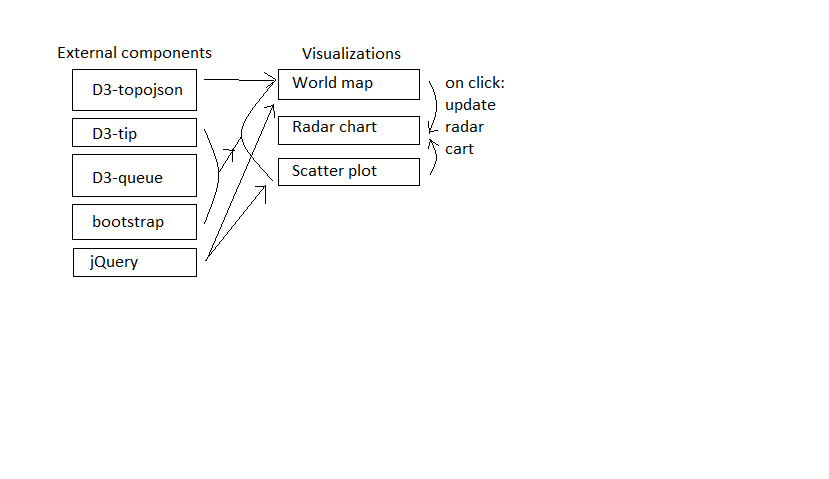 External components
D3-topojson
D3-tip
D3-queue
bootstrap
jQuery
Visualizations
World map
Radar chart
Scatter plot
on click:
update
radar
cart